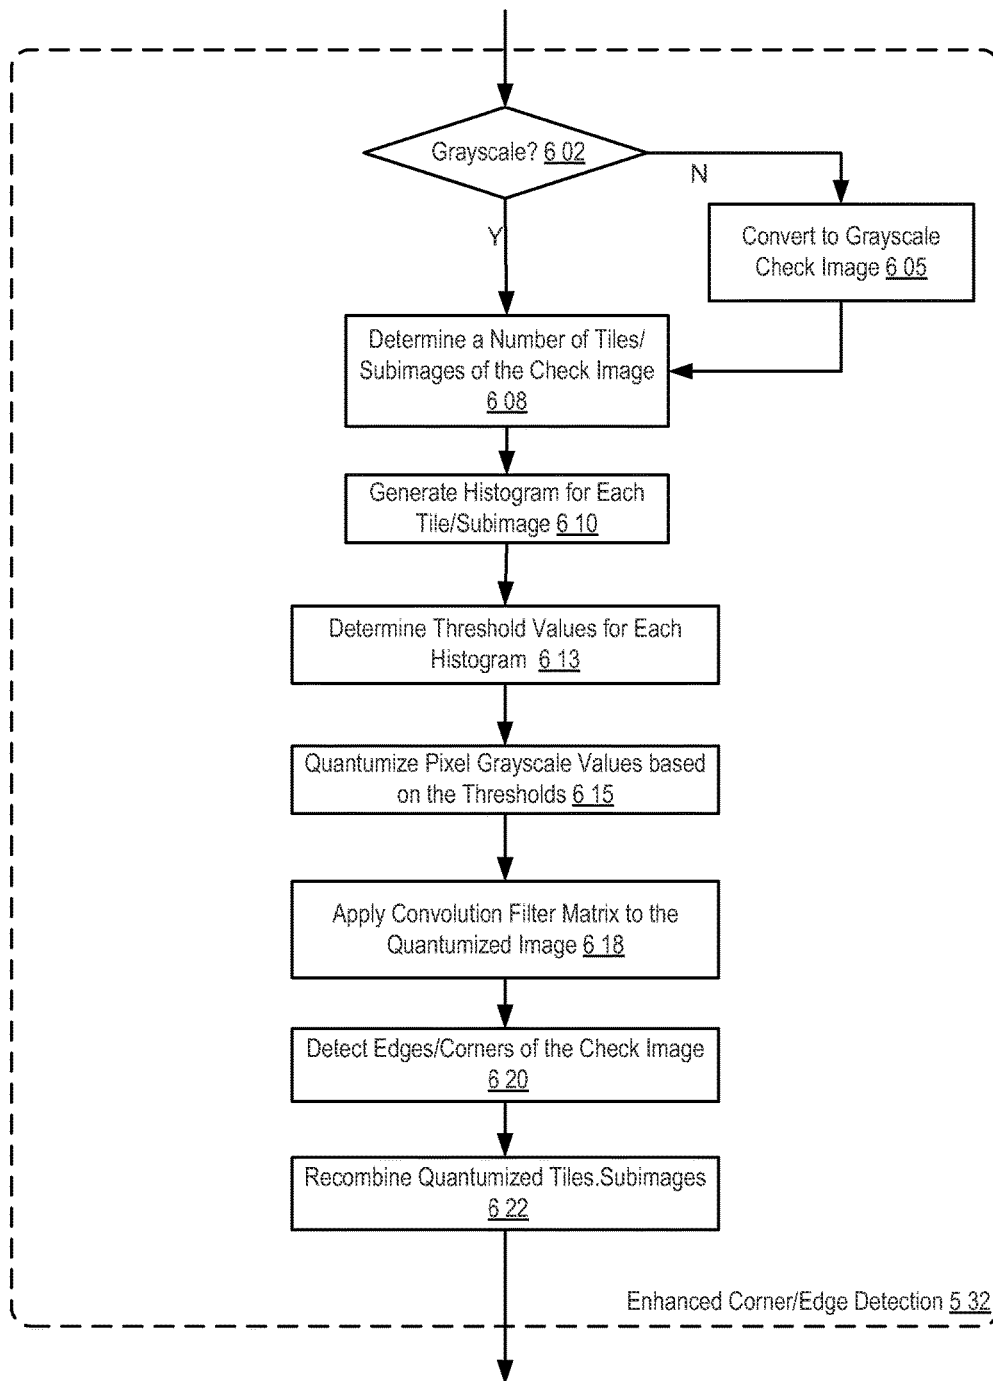 Grayscale? 6 02
N
Y
Convert to Grayscale
Check Image 6 05
Determine a Number of Tiles/
Subimages of the Check Image
6 08
Generate Histogram for Each
Tile/Subimage 6 10
Determine Threshold Values for Each
Histogram 6 13
Quantumize Pixel Grayscale Values based
on the Thresholds 6 15
Apply Convolution Filter Matrix to the
Quantumized Image 6 18
Detect Edges/Corners of the Check Image
6 20
Recombine Quantumized Tiles.Subimages
6 22
Enhanced Corner/Edge Detection 5 32